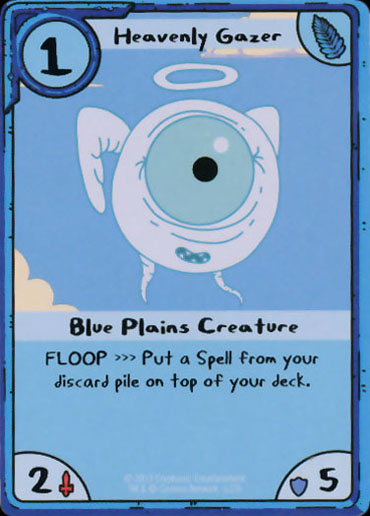 1
Heavenly Gazer
Blue Plains Creature
FLOOP >>> Put a Spell from your
discard pile on top of your deck.
2
5